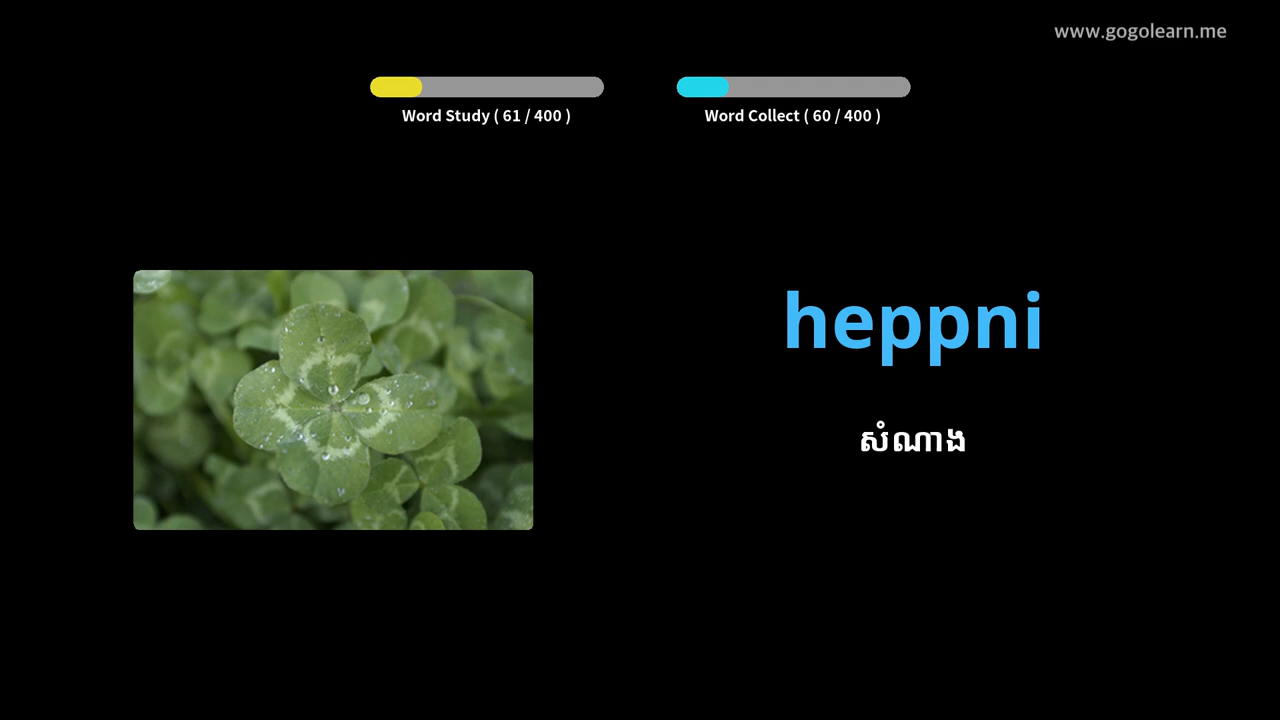 www.gogolearn.me
Word Study ( 61 / 400 )
Word Collect ( 60 / 400 )
heppni
សំណាង